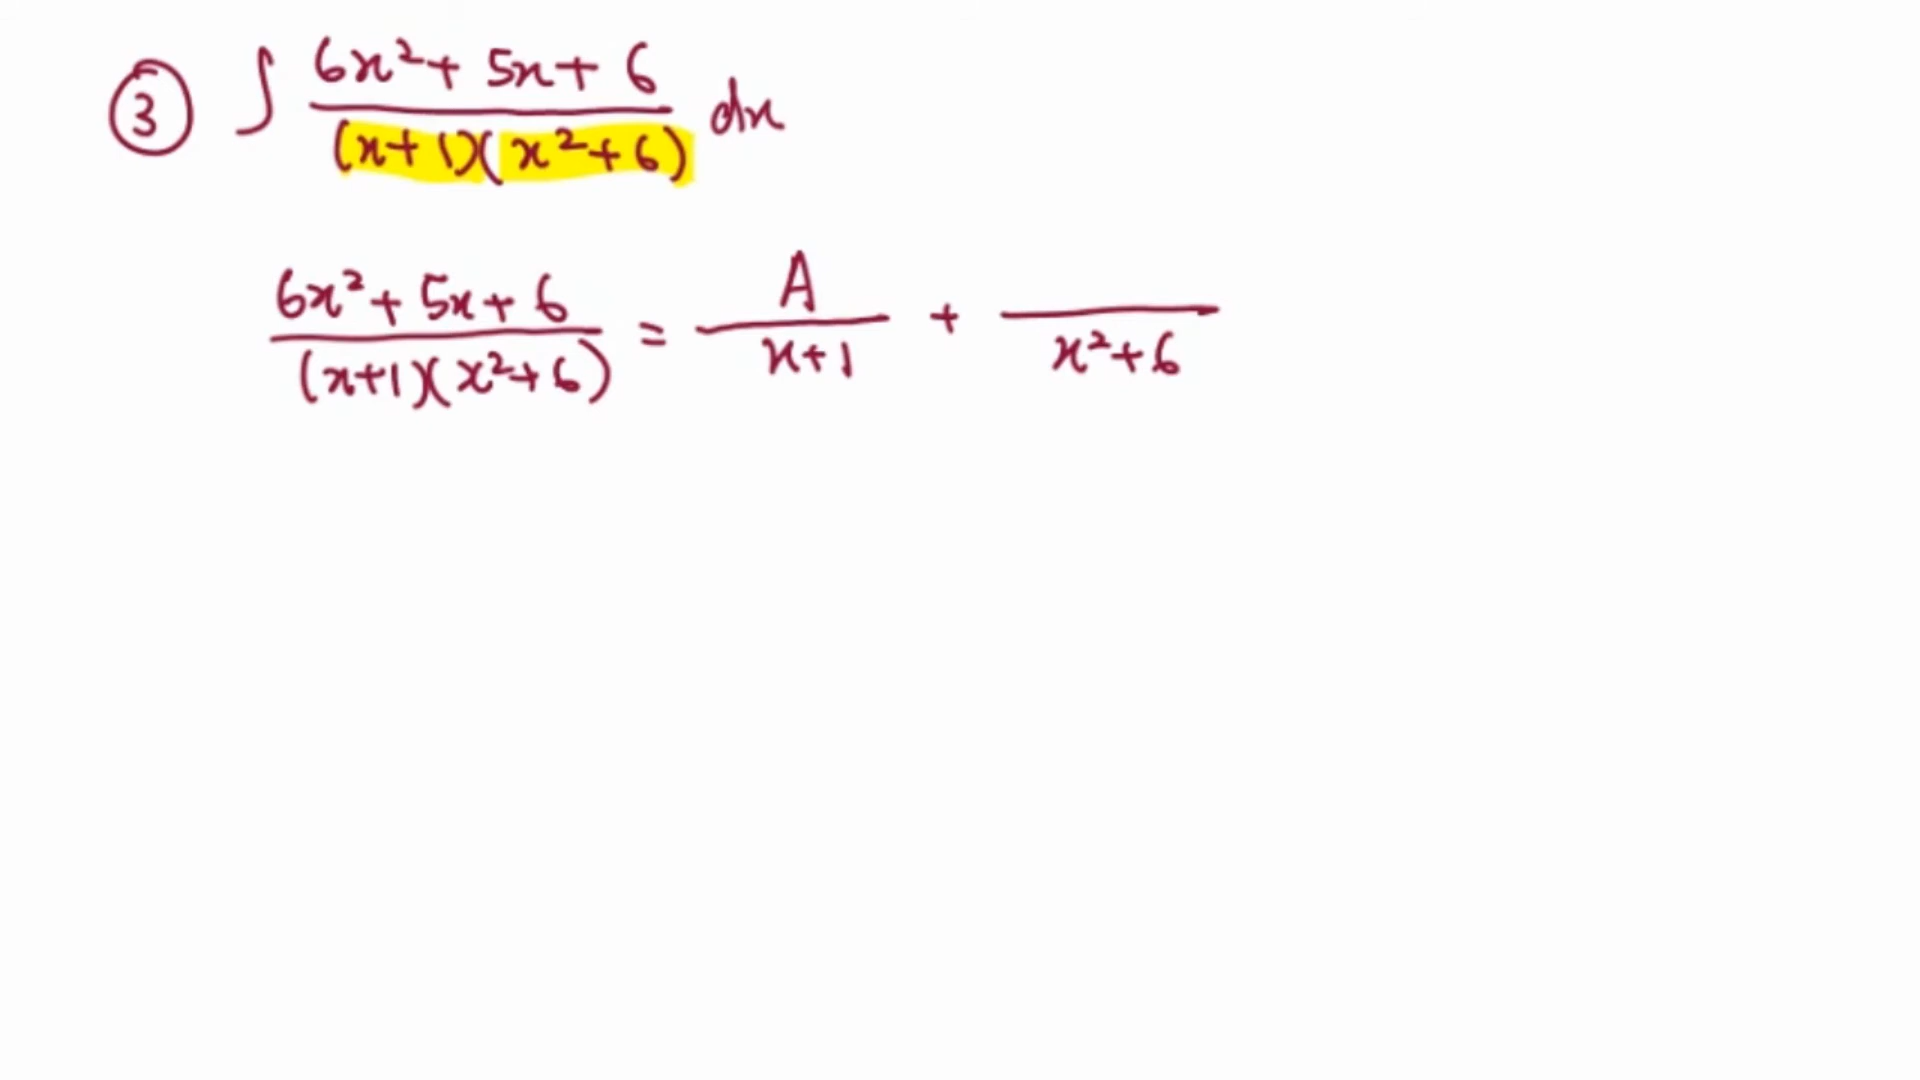 ③ ∫ (6x² + 5x + 6) / ((x + 1)(x² + 6)) dx
(6x² + 5x + 6) / ((x+1)(x²+6)) = A / (x+1) + / (x²+6)